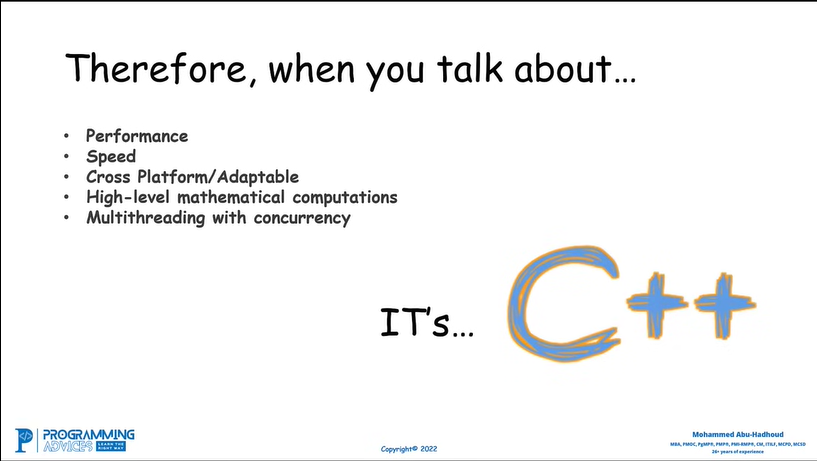 Therefore, when you talk about...
• Performance
• Speed
• Cross Platform/Adaptable
• High-level mathematical computations
• Multithreading with concurrency
IT's...
C++
PROGRAMMING
ADVICES LEARN THE RIGHT WAY
Copyright© 2022
Mohammed Abu-Hadhoud
MBA, PMOC, PgMP®, PMP®, PMI-RMP®, CM, ITILF, MCPD, MCSD
26+ years of experience